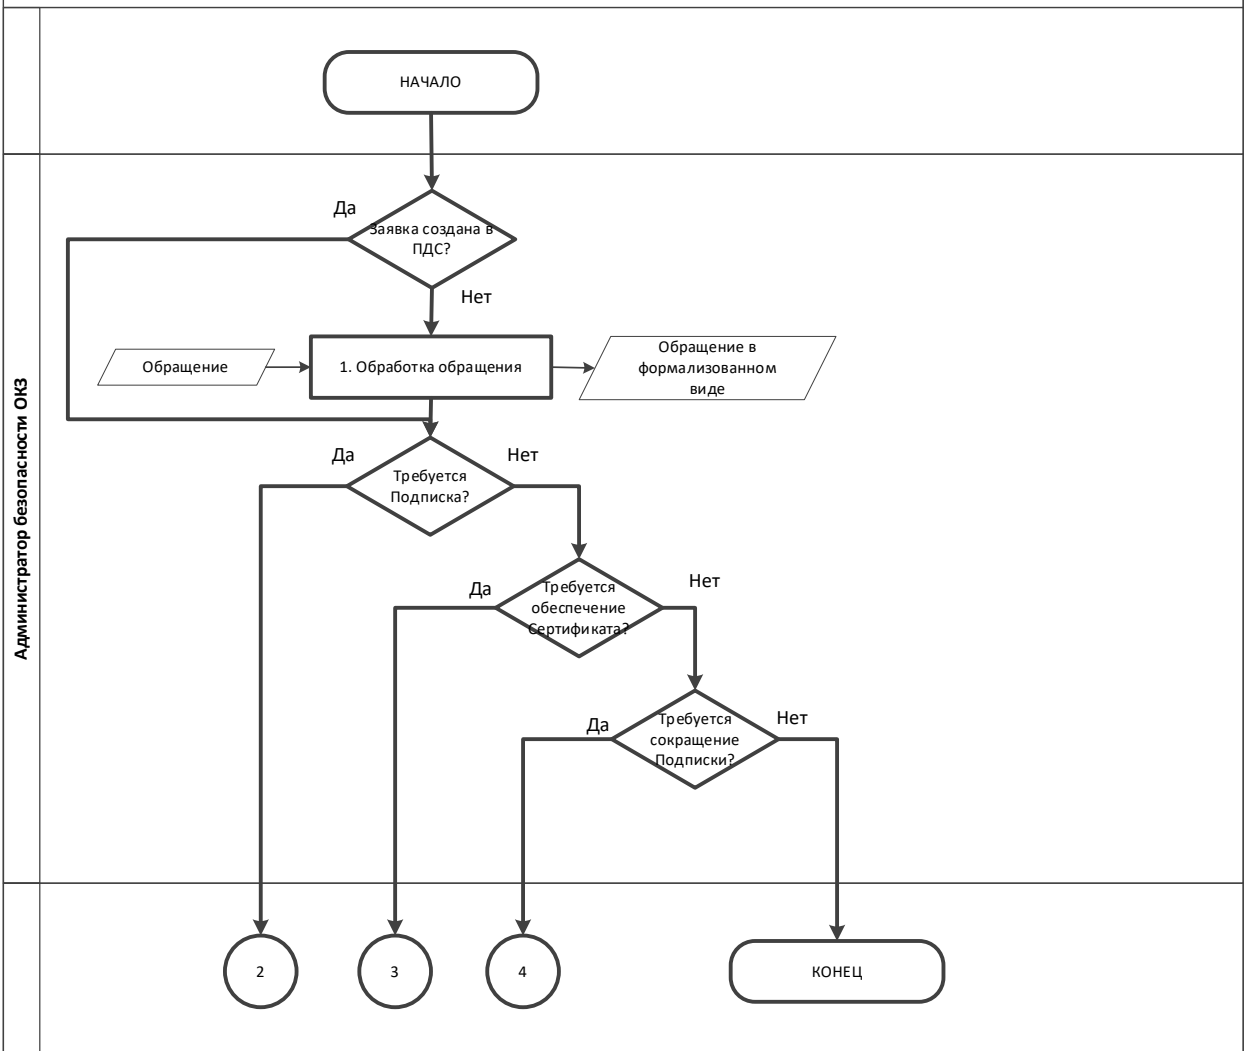 НАЧАЛО
Да
Заявка создана в
ПДС?
Нет
Обращение
1. Обработка обращения
Обращение в
формализованном
виде
Администратор безопасности ОКЗ
Да
Нет
Требуется
Подписка?
Да
Нет
Требуется
обеспечение
Сертификата?
Да
Нет
Требуется
сокращение
Подписки?
2
3
4
КОНЕЦ